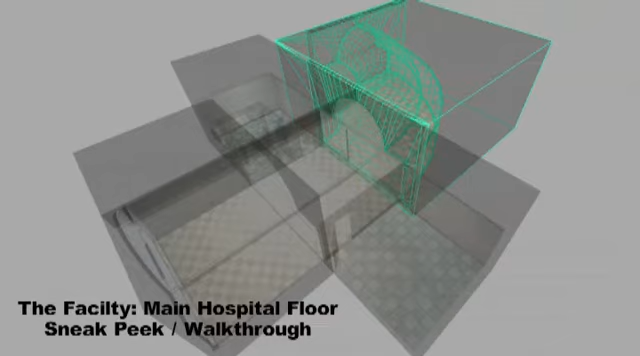 The Facilty: Main Hospital Floor
Sneak Peek / Walkthrough